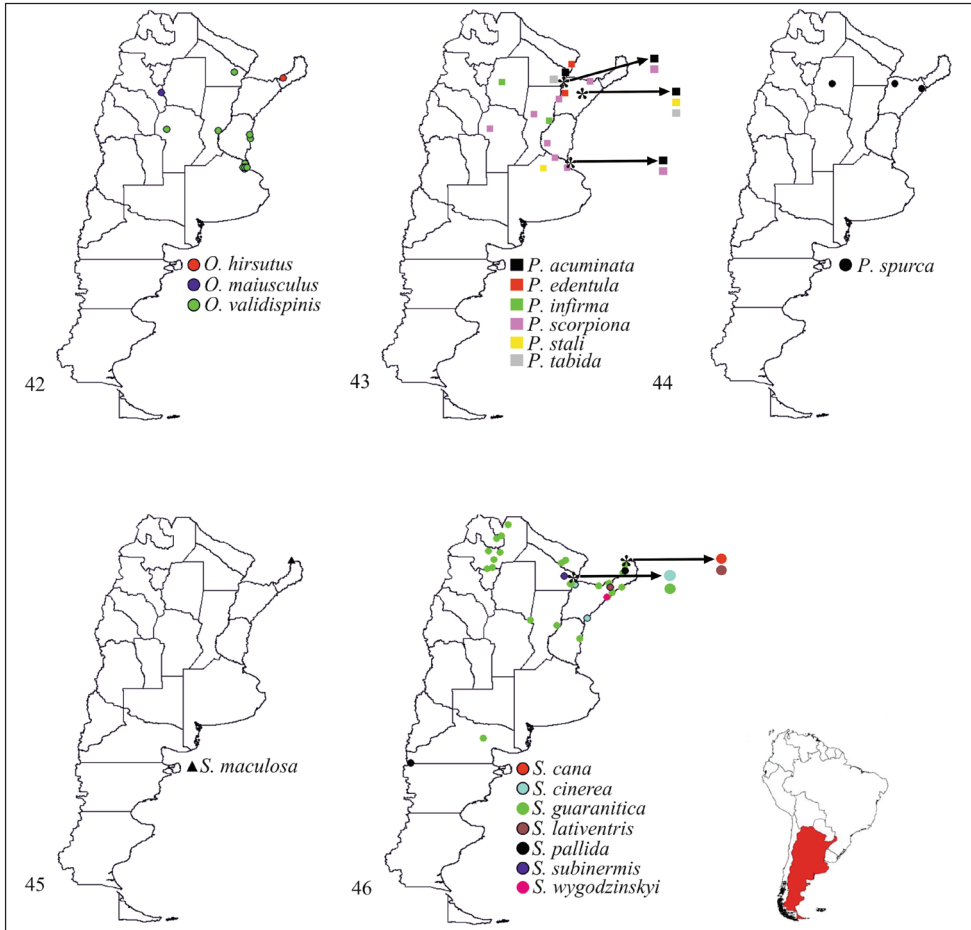 O. hirsutus
O. maiusculus
O. validispinis
42
P. acuminata
P. edentula
P. infirma
P. scorpiona
P. stali
P. tabida
43
P. spurca
44
S. maculosa
45
S. cana
S. cinerea
S. guaranitica
S. lativentris
S. pallida
S. subinermis
S. wygodzinskyi
46